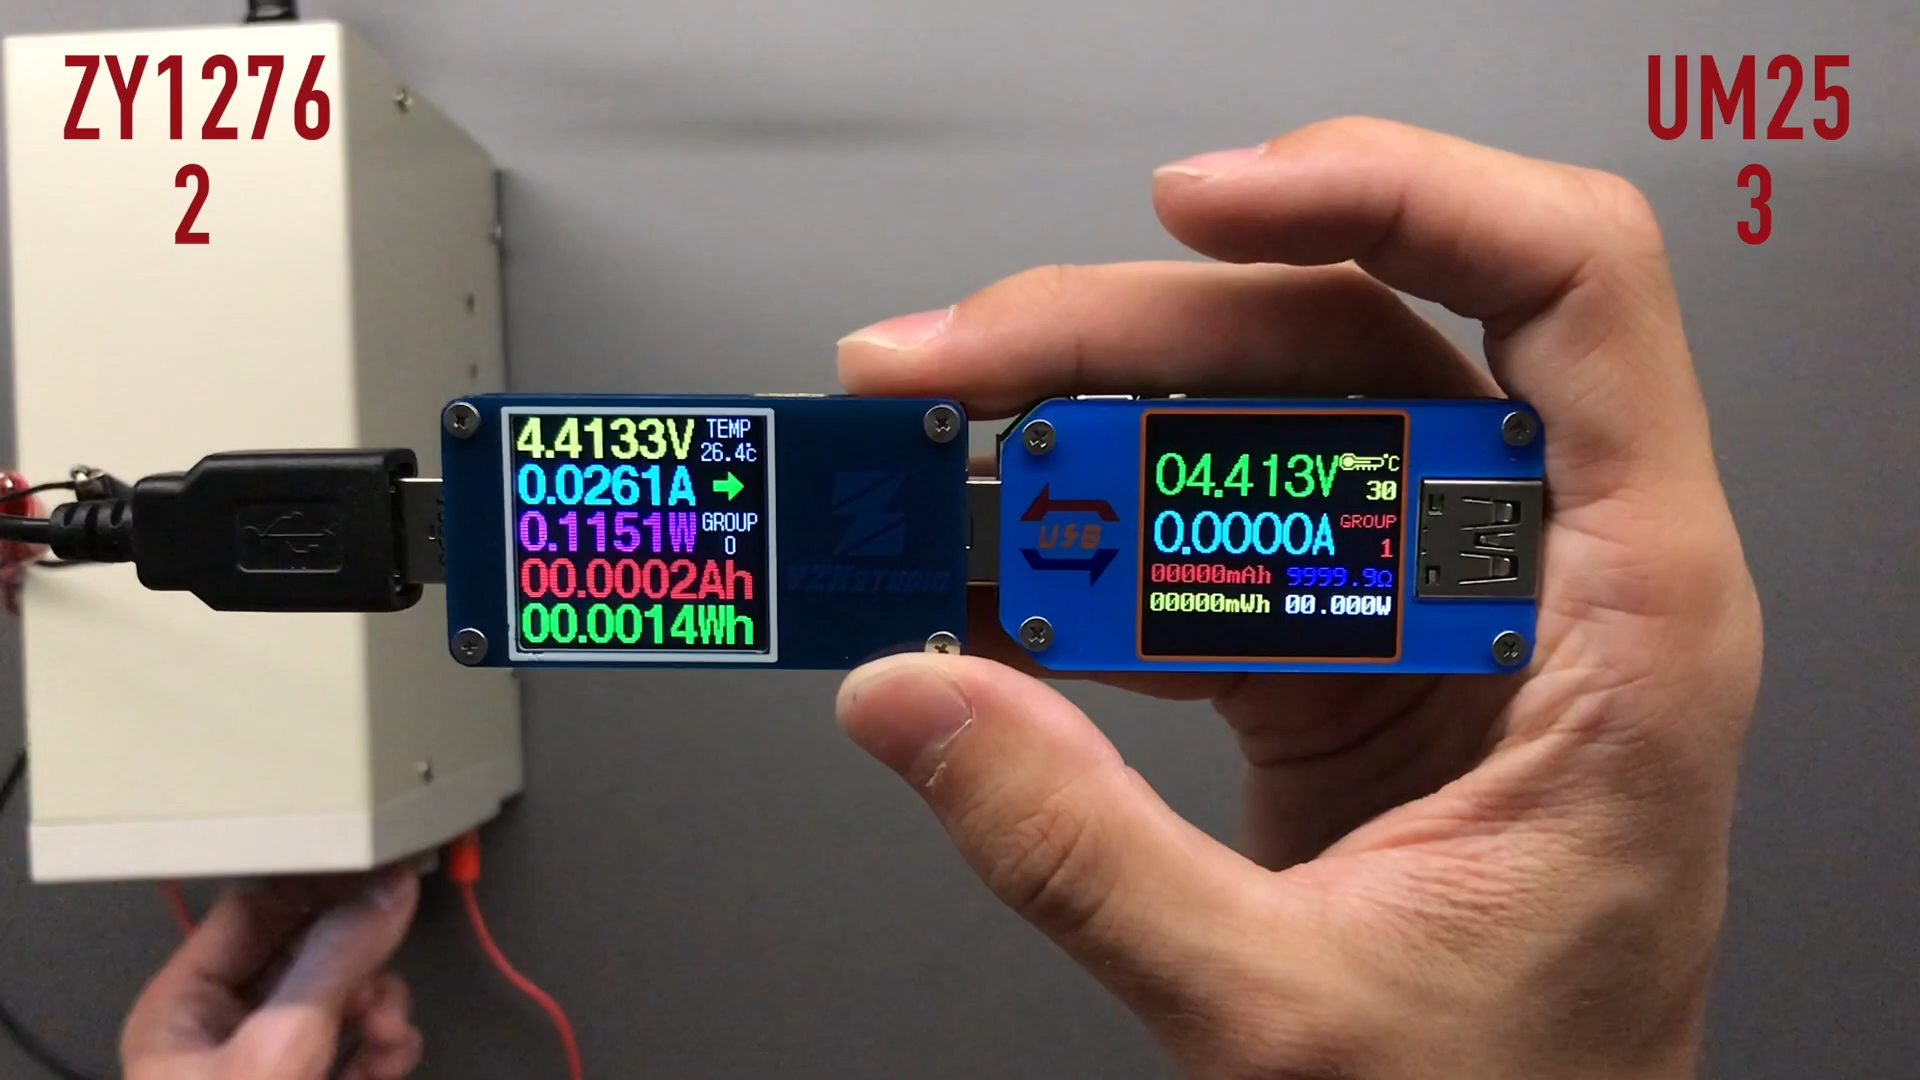 ZY1276
2
UM25
3
4.4133V
TEMP
26.4°c
0.0261A
0.1151W
GROUP
0
00.0002Ah
00.0014Wh
YZXSTUDIO
USB
04.413V
°C
30
0.0000A
GROUP
1
00000mAh 9999.9Ω
00000mWh 00.000W